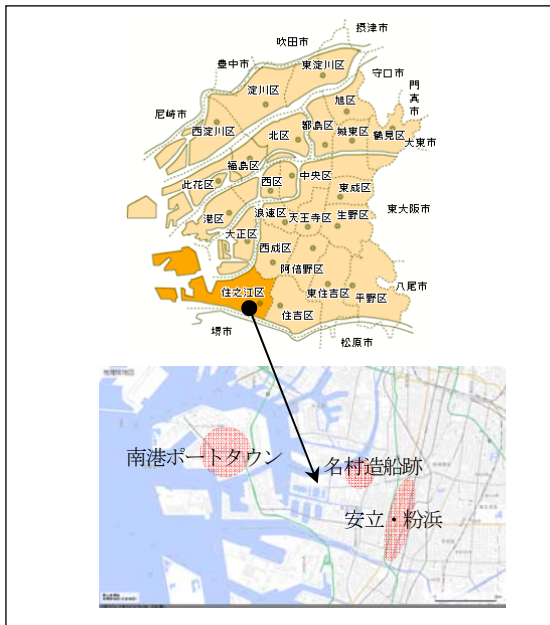 摂津市
吹田市
豊中市
東淀川区
守口市
淀川区
門真市
旭区
尼崎市
西淀川区
都島区
北区
城東区
鶴見区
大東市
福島区
中央区
此花区
西区
東成区
浪速区
港区
天王寺区
生野区
東大阪市
大正区
西成区
阿倍野区
八尾市
住之江区
東住吉区
平野区
住吉区
堺市
松原市
南港ポートタウン
名村造船跡
安立・粉浜